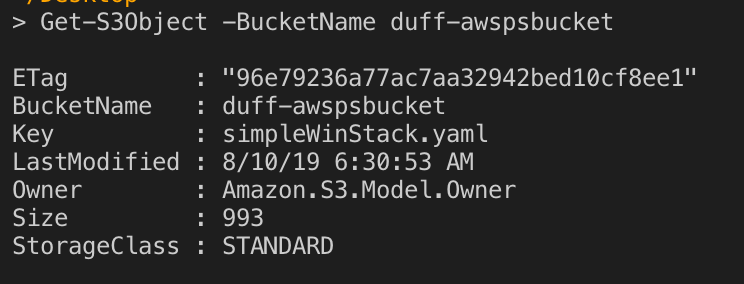 ~/Desktop
> Get-S3Object -BucketName duff-awspsbucket
ETag         : "96e79236a77ac7aa32942bed10cf8ee1"
BucketName   : duff-awspsbucket
Key          : simpleWinStack.yaml
LastModified : 8/10/19 6:30:53 AM
Owner        : Amazon.S3.Model.Owner
Size         : 993
StorageClass : STANDARD